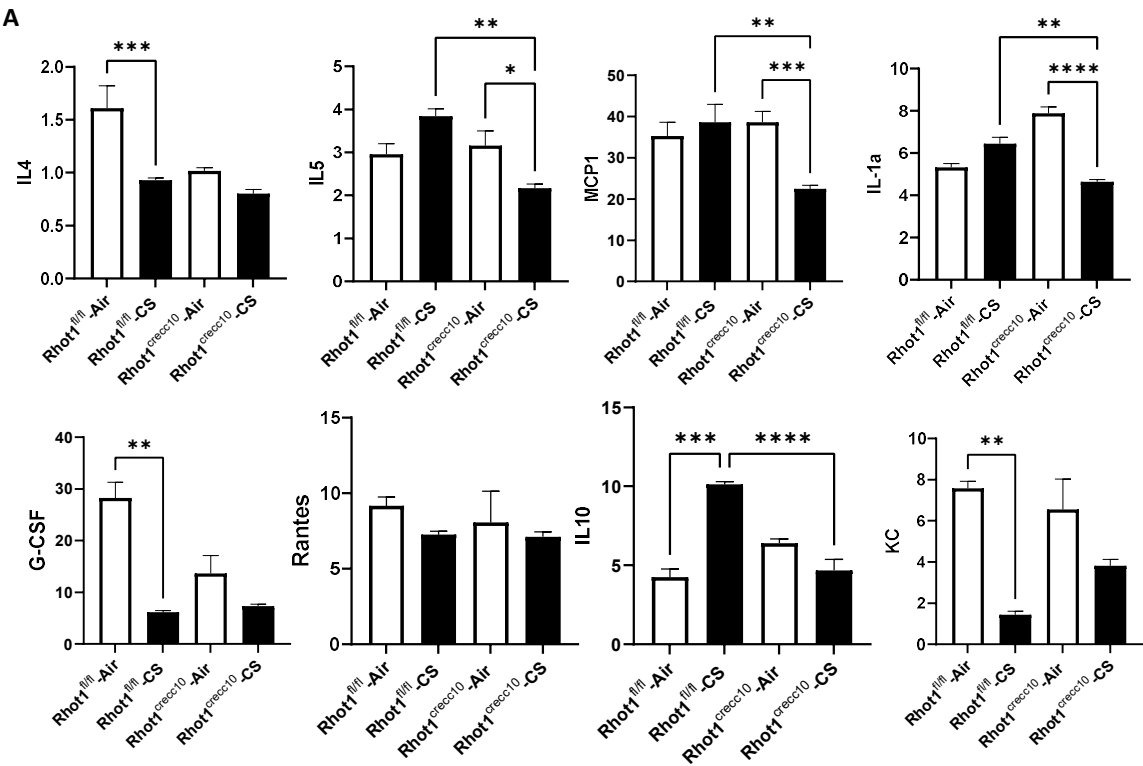 A
IL4
2.0
1.5
1.0
0.5
0.0
***
Rhot1fl/fl -Air
Rhot1fl/fl -CS
Rhot1crecc10 -Air
Rhot1crecc10 -CS
IL5
6
5
4
3
2
1
0
**
*
Rhot1fl/fl -Air
Rhot1fl/fl -CS
Rhot1crecc10 -Air
Rhot1crecc10 -CS
MCP1
50
40
30
20
10
0
**
***
Rhot1fl/fl -Air
Rhot1fl/fl -CS
Rhot1crecc10 -Air
Rhot1crecc10 -CS
IL-1a
10
8
6
4
2
0
**
****
Rhot1fl/fl -Air
Rhot1fl/fl -CS
Rhot1crecc10 -Air
Rhot1crecc10 -CS
G-CSF
40
30
20
10
0
**
Rhot1fl/fl -Air
Rhot1fl/fl -CS
Rhot1crecc10 -Air
Rhot1crecc10 -CS
Rantes
15
10
5
0
Rhot1fl/fl -Air
Rhot1fl/fl -CS
Rhot1crecc10 -Air
Rhot1crecc10 -CS
IL10
15
10
5
0
***
****
Rhot1fl/fl -Air
Rhot1fl/fl -CS
Rhot1crecc10 -Air
Rhot1crecc10 -CS
KC
10
8
6
4
2
0
**
Rhot1fl/fl -Air
Rhot1fl/fl -CS
Rhot1crecc10 -Air
Rhot1crecc10 -CS